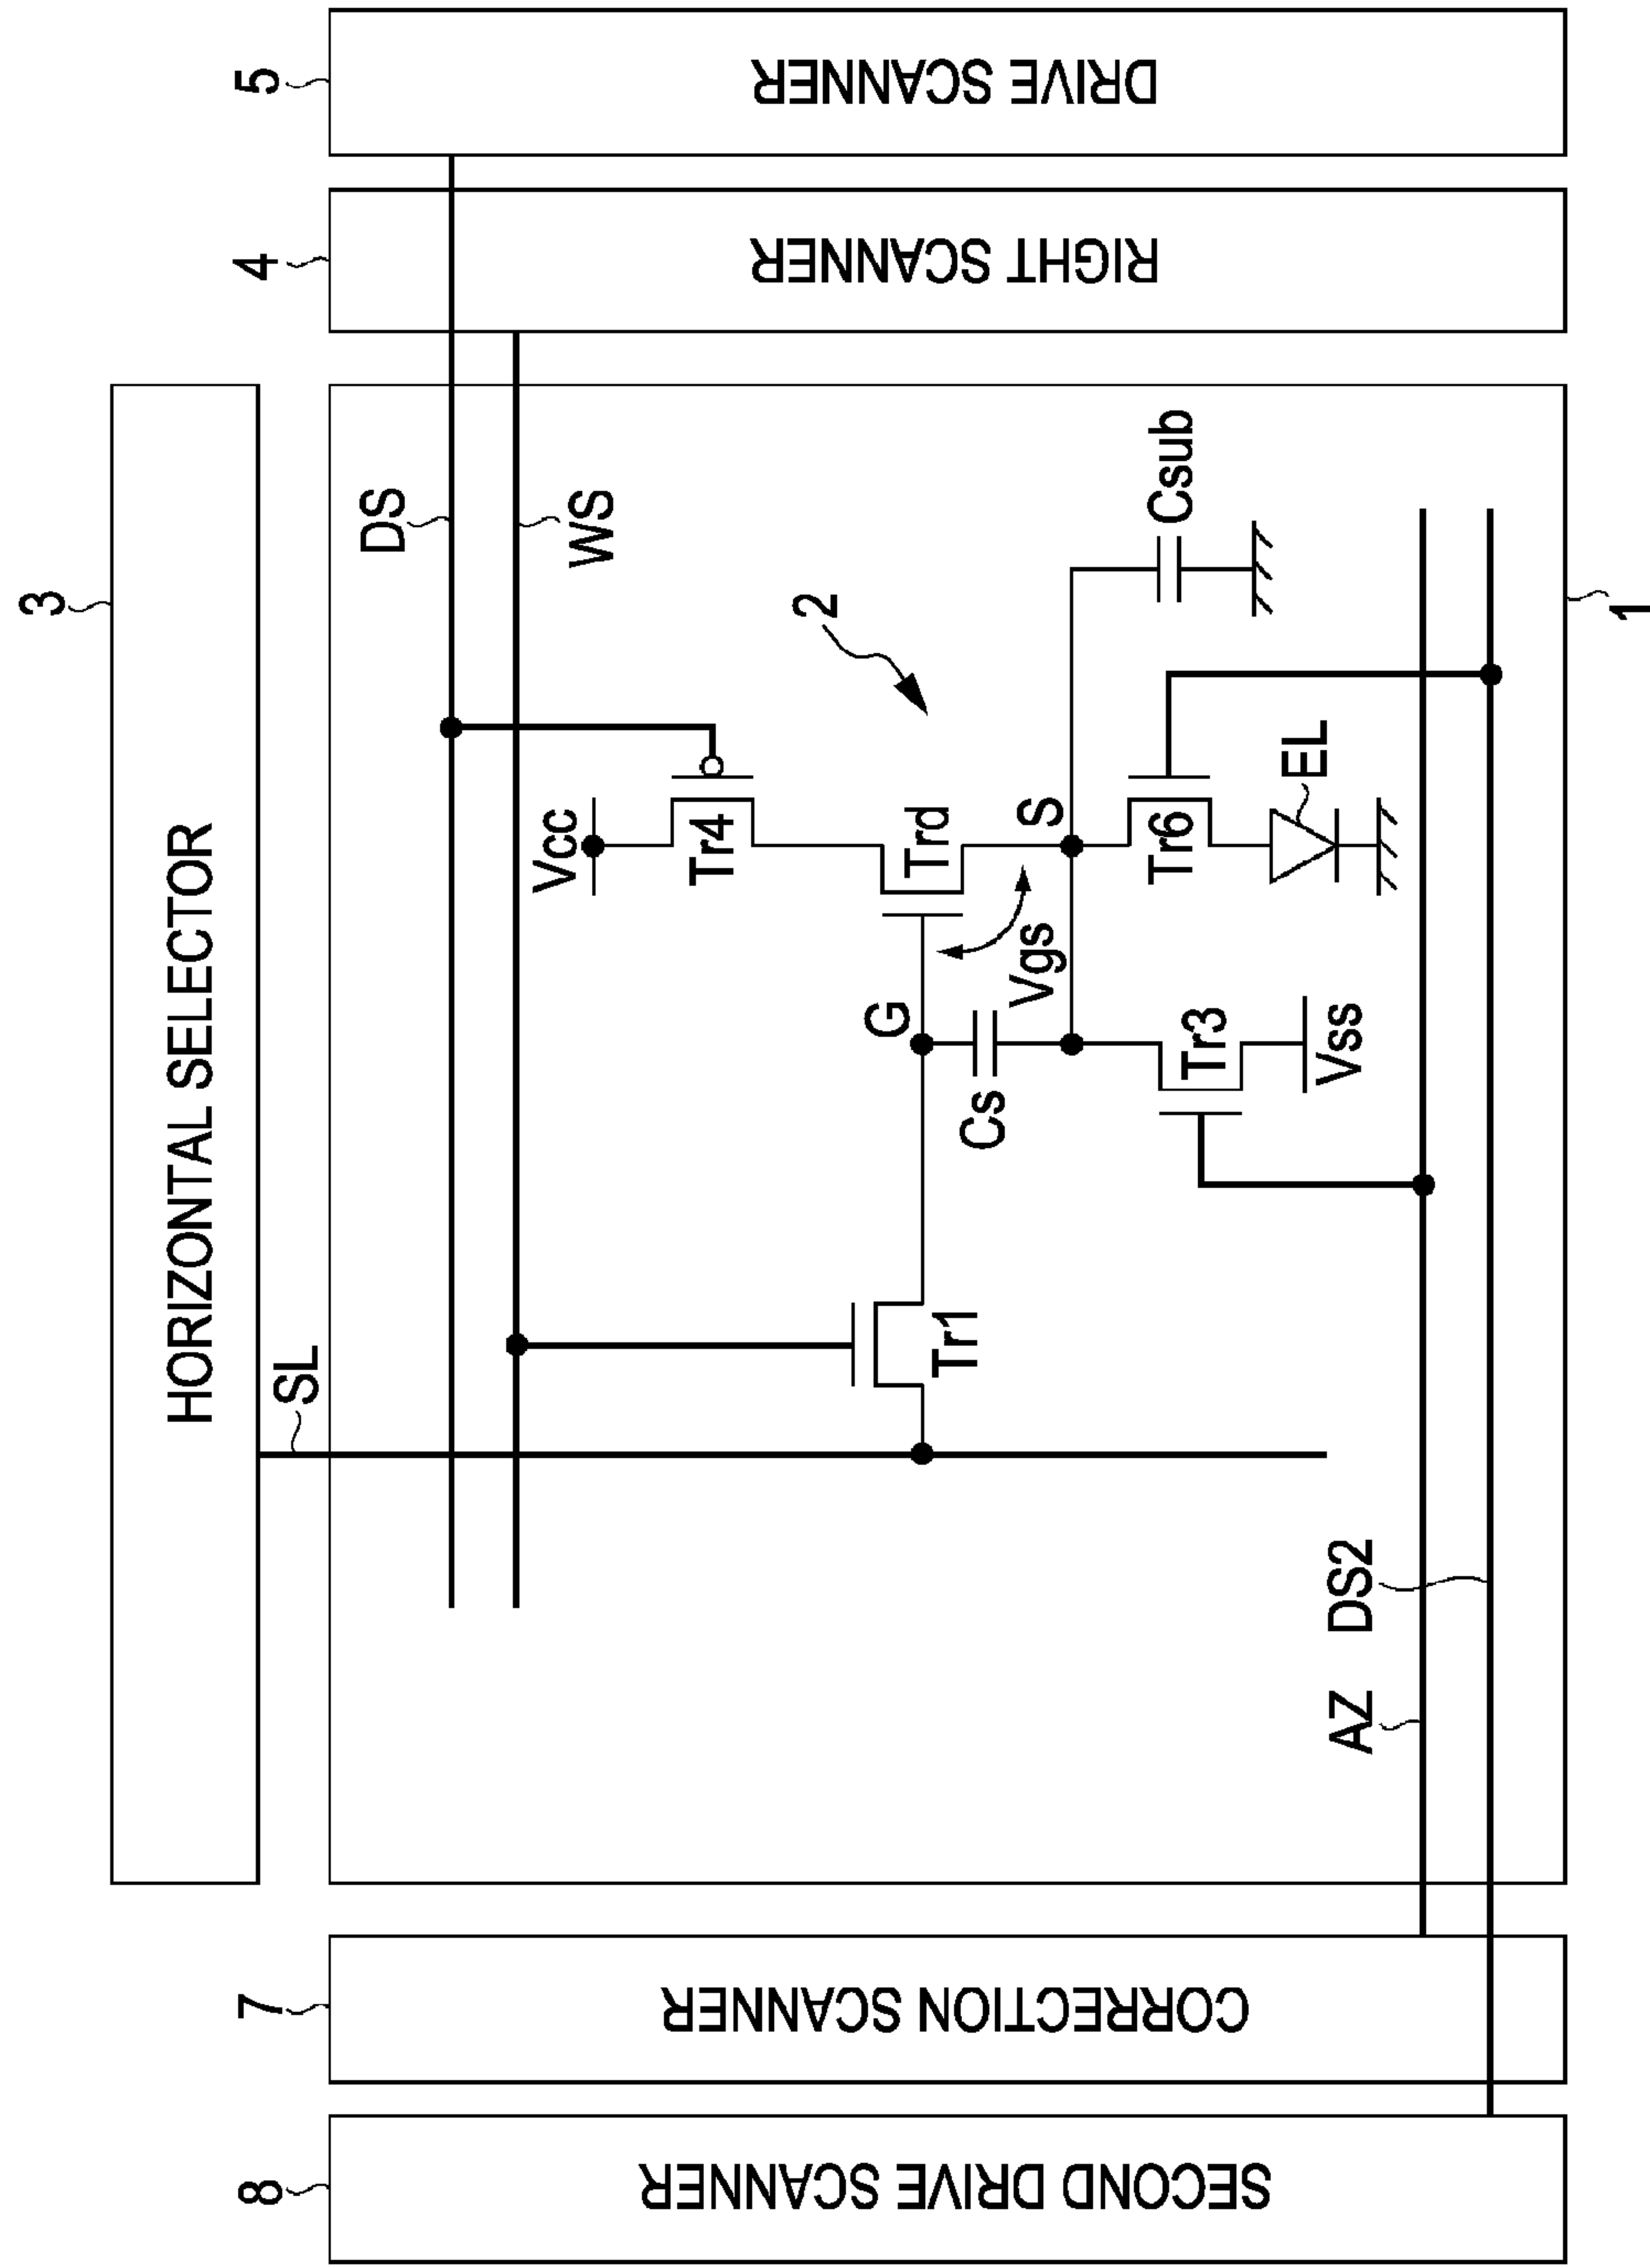 3
HORIZONTAL SELECTOR
8
SECOND DRIVE SCANNER
7
CORRECTION SCANNER
SL
DS
WS
4
RIGHT SCANNER
5
DRIVE SCANNER
Vcc
Tr4
2
G
Trd
Tr1
Cs
Vgs
S
Csub
Tr3
Tr6
Vss
EL
AZ
DS2
1